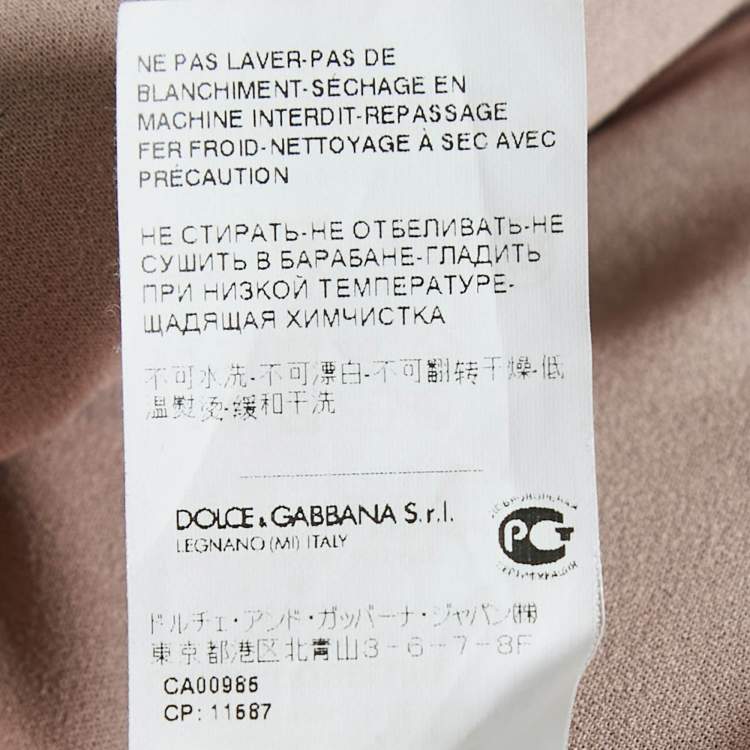 NE PAS LAVER-PAS DE
BLANCHIMENT-SÉCHAGE EN
MACHINE INTERDIT-REPASSAGE
FER FROID-NETTOYAGE À SEC AVEC
PRÉCAUTION
НЕ СТИРАТЬ-НЕ ОТБЕЛИВАТЬ-НЕ
СУШИТЬ В БАРАБАНЕ-ГЛАДИТЬ
ПРИ НИЗКОЙ ТЕМПЕРАТУРЕ-
ЩАДЯЩАЯ ХИМЧИСТКА
不可水洗-不可漂白-不可翻转干燥-低
温熨烫-缓和干洗
DOLCE & GABBANA S.r.l.
LEGNANO (MI) ITALY
ДОБРОВОЛЬНАЯ
РСТ
СЕРТИФИКАЦИЯ
ドルチェ・アンド・ガッバーナ・ジャパン(株)
東京都港区北青山3-6-7-8F
CA00986
CP: 11687